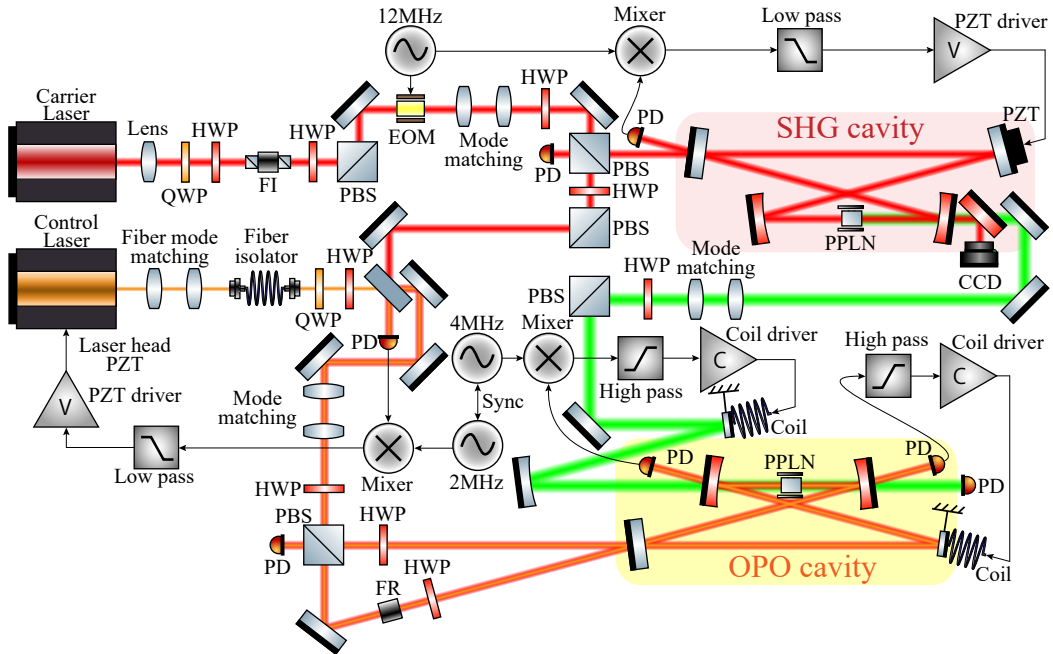 12MHz
Mixer
Low pass
PZT driver
V
Carrier
Laser
Lens
HWP
HWP
HWP
EOM
Mode
matching
PD
SHG cavity
PZT
QWP
FI
PBS
PD
PBS
HWP
PBS
PPLN
CCD
Control
Laser
Fiber mode
matching
Fiber
isolator
HWP
QWP
PBS
HWP
Mode
matching
Laser head
PZT
PD
4MHz
Mixer
High pass
Coil driver
C
High pass
Coil driver
C
V
PZT driver
Mode
matching
Sync
Coil
Low pass
Mixer
2MHz
PD
PPLN
PD
PD
HWP
PBS
HWP
PD
FR
HWP
OPO cavity
Coil